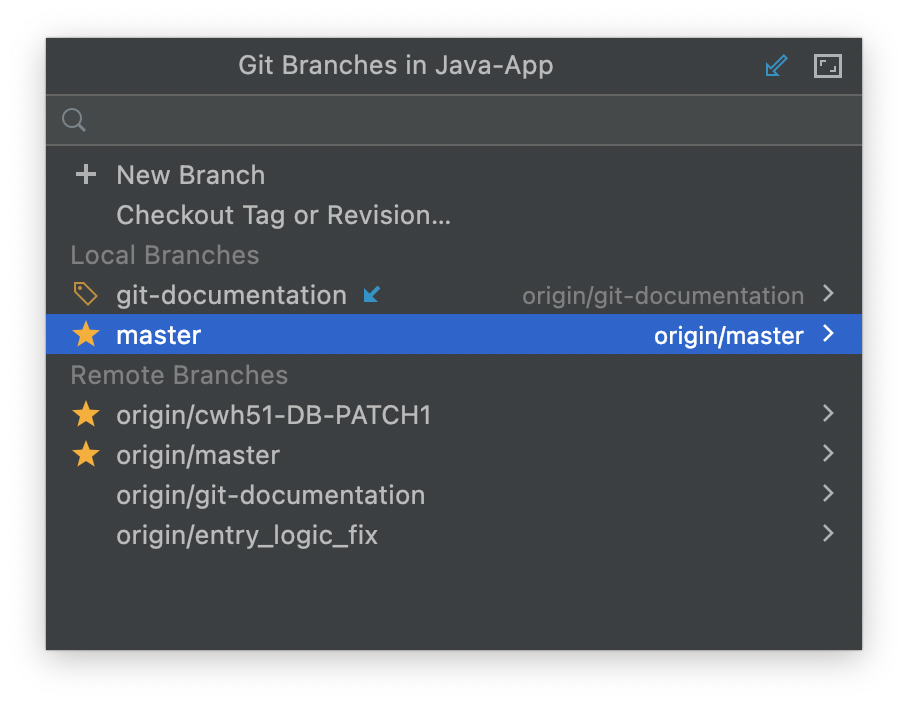 Git Branches in Java-App
New Branch
Checkout Tag or Revision...
Local Branches
git-documentation origin/git-documentation
master origin/master
Remote Branches
origin/cwh51-DB-PATCH1
origin/master
origin/git-documentation
origin/entry_logic_fix